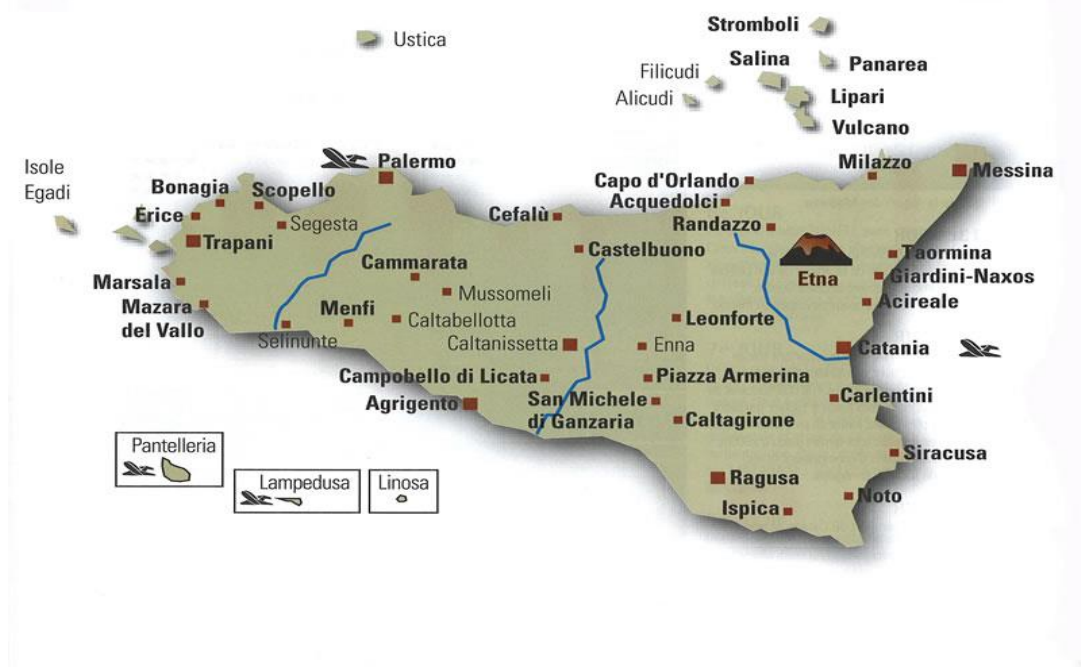 Stromboli
Ustica
Salina
Panarea
Filicudi
Alicudi
Lipari
Vulcano
Isole
Egadi
Palermo
Milazzo
Messina
Bonagia
Scopello
Capo d'Orlando
Acquedolci
Erice
Segesta
Cefalù
Randazzo
Trapani
Castelbuono
Taormina
Cammarata
Etna
Giardini-Naxos
Marsala
Mussomeli
Acireale
Mazara
del Vallo
Menfi
Caltabellotta
Leonforte
Selinunte
Caltanissetta
Enna
Catania
Campobello di Licata
Piazza Armerina
Agrigento
San Michele
di Ganzaria
Carlentini
Caltagirone
Pantelleria
Siracusa
Lampedusa
Linosa
Ragusa
Noto
Ispica